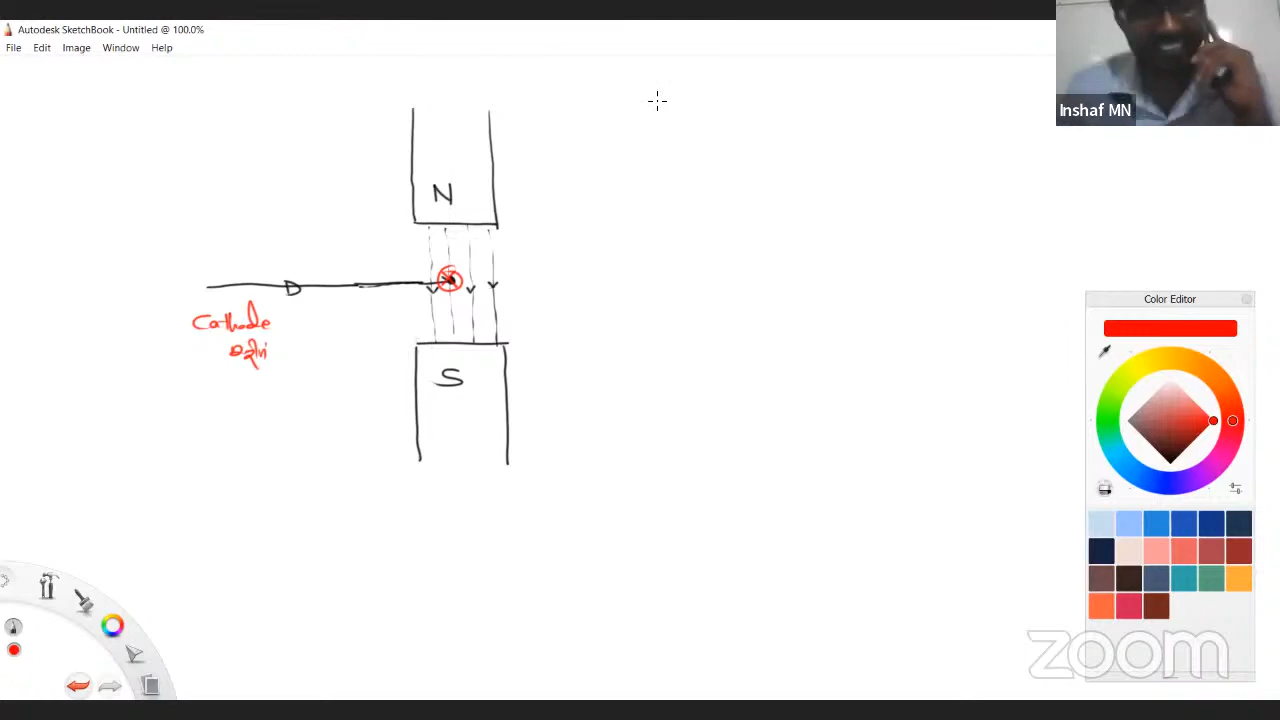 Autodesk SketchBook - Untitled @ 100.0%
File Edit Image Window Help
Inshaf MN
N
Cathode
S
Color Editor
zoom